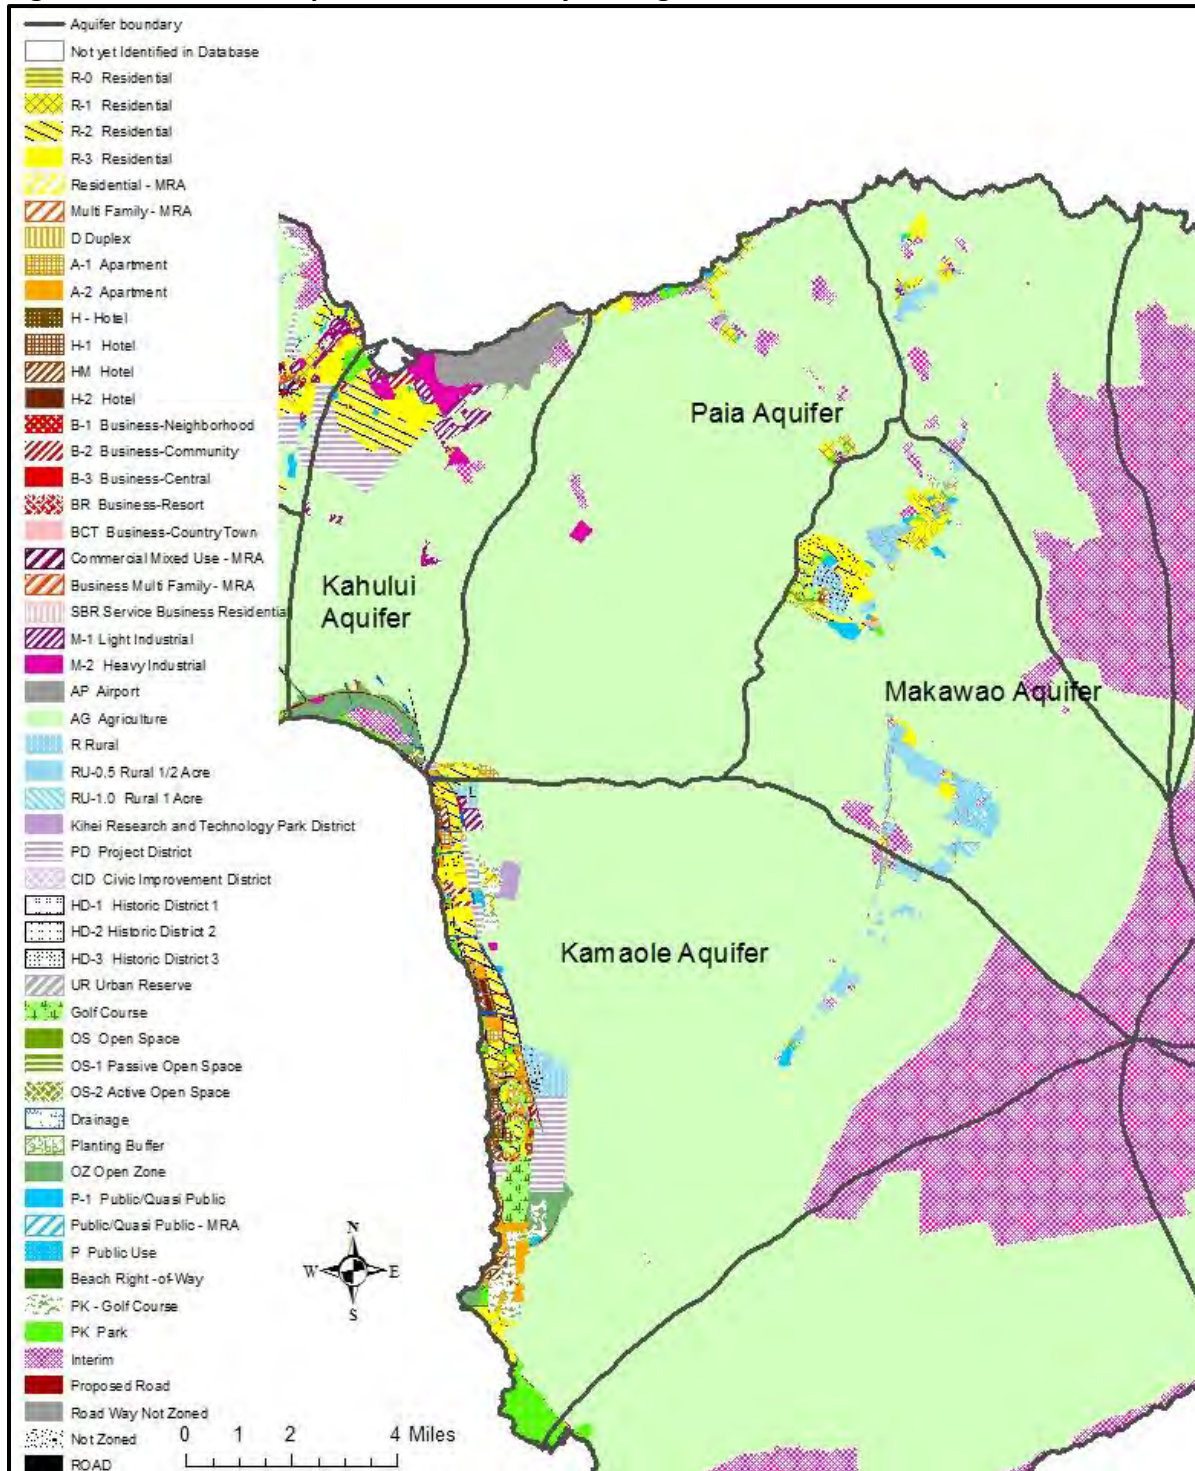 Aquifer boundary
Not yet Identified in Database
R-0 Residential
R-1 Residential
R-2 Residential
R-3 Residential
Residential - MRA
Multi Family - MRA
D Duplex
A-1 Apartment
A-2 Apartment
H - Hotel
H-1 Hotel
HM Hotel
H-2 Hotel
B-1 Business-Neighborhood
B-2 Business-Community
B-3 Business-Central
BR Business-Resort
BCT Business-Country Town
Commercial Mixed Use - MRA
Business Multi Family - MRA
SBR Service Business Residential
M-1 Light Industrial
M-2 Heavy Industrial
AP Airport
AG Agriculture
R Rural
RU-0.5 Rural 1/2 Acre
RU-1.0 Rural 1 Acre
Kihei Research and Technology Park District
PD Project District
CID Civic Improvement District
HD-1 Historic District 1
HD-2 Historic District 2
HD-3 Historic District 3
UR Urban Reserve
Golf Course
OS Open Space
OS-1 Passive Open Space
OS-2 Active Open Space
Drainage
Planting Buffer
OZ Open Zone
P-1 Public/Quasi Public
Public/Quasi Public - MRA
P Public Use
Beach Right-of-Way
PK - Golf Course
PK Park
Interim
Proposed Road
Road Way Not Zoned
Not Zoned
ROAD
Paia Aquifer
Kahului
Aquifer
Makawao Aquifer
Kamaole Aquifer
N
W E
S
0 1 2 4 Miles